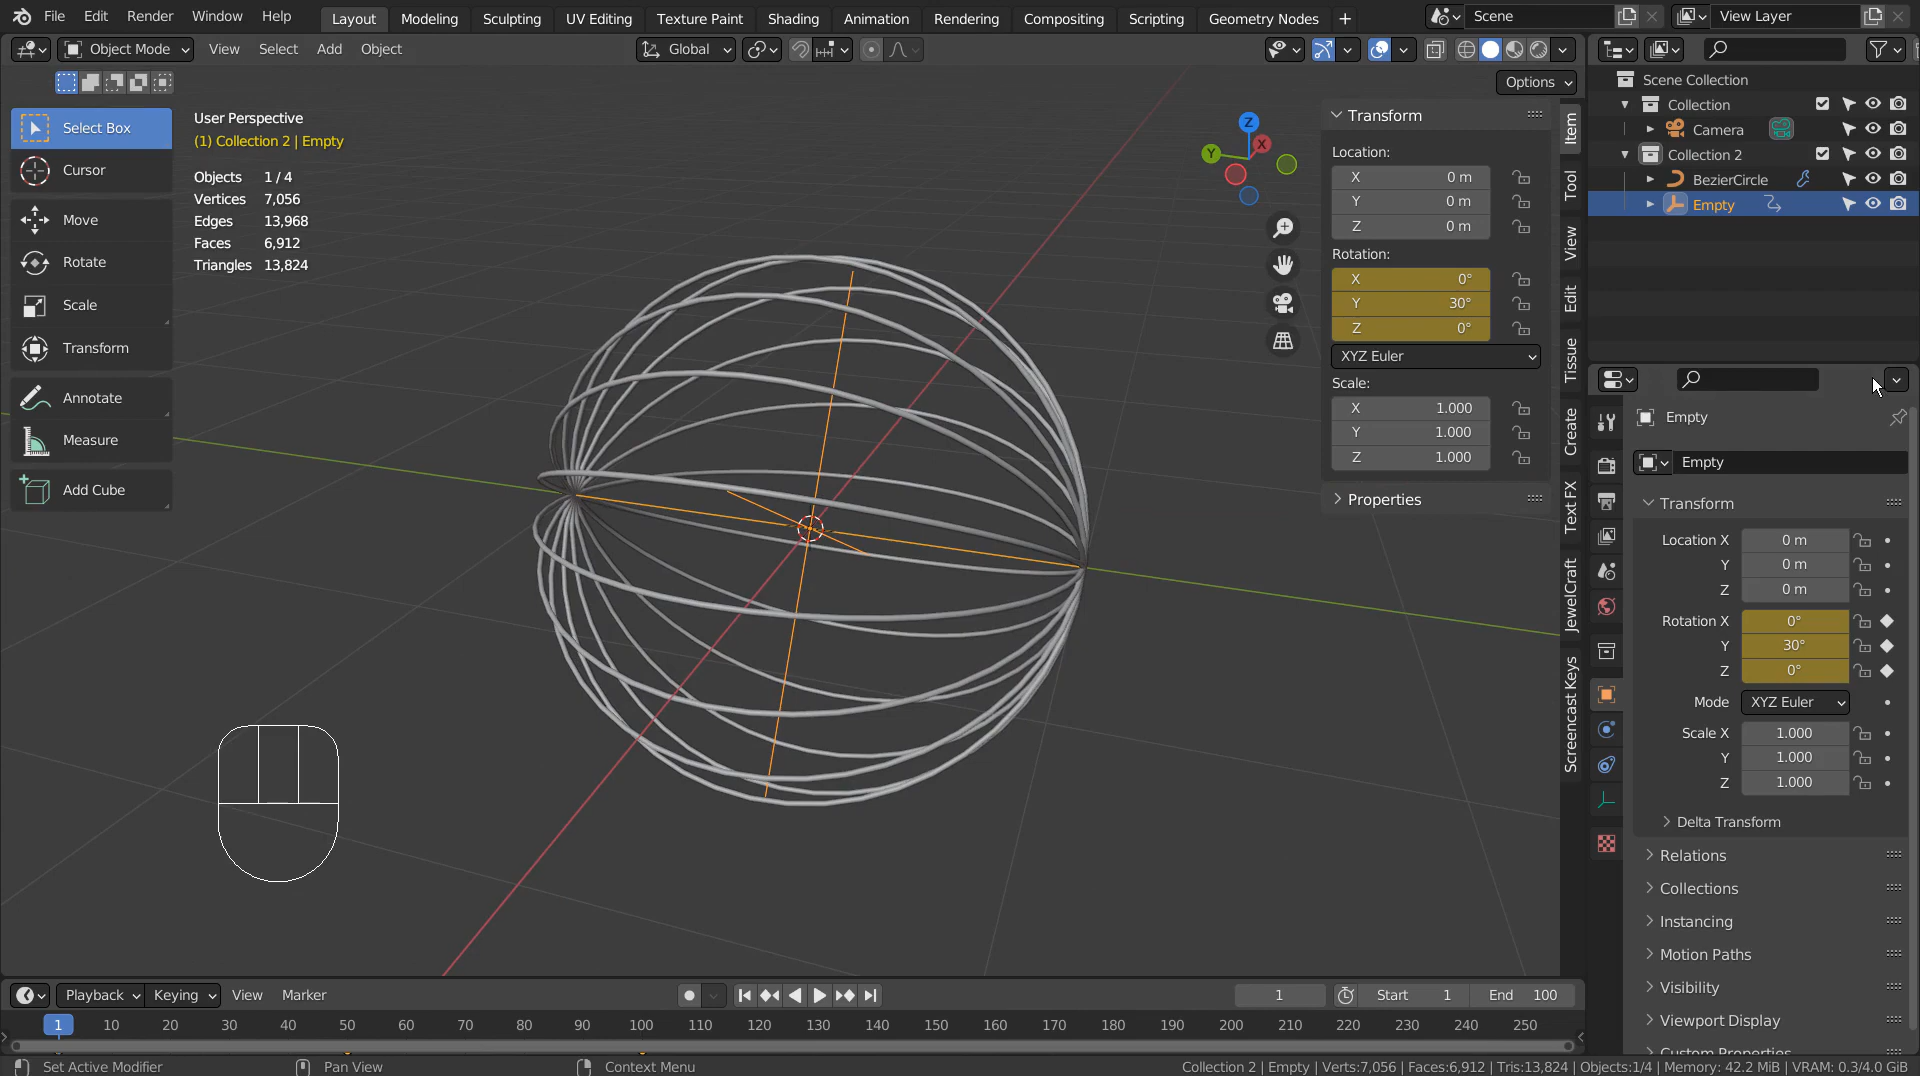 File Edit Render Window Help Layout Modeling Sculpting UV Editing Texture Paint Shading Animation Rendering Compositing Scripting Geometry Nodes + Scene View Layer
Object Mode View Select Add Object Global
Options
Select Box
Cursor
Move
Rotate
Scale
Transform
Annotate
Measure
Add Cube
User Perspective
(1) Collection 2 | Empty
Objects 1 / 4
Vertices 7,056
Edges 13,968
Faces 6,912
Triangles 13,824
Z
Y
X
Transform
Location:
X 0 m
Y 0 m
Z 0 m
Rotation:
X 0°
Y 30°
Z 0°
XYZ Euler
Scale:
X 1.000
Y 1.000
Z 1.000
Properties
Item
Tool
View
Edit
Tissue
Create
Text FX
JewelCraft
Screencast Keys
Scene Collection
Collection
Camera
Collection 2
BezierCircle
Empty
Empty
Empty
Transform
Location X 0 m
Y 0 m
Z 0 m
Rotation X 0°
Y 30°
Z 0°
Mode XYZ Euler
Scale X 1.000
Y 1.000
Z 1.000
Delta Transform
Relations
Collections
Instancing
Motion Paths
Visibility
Viewport Display
Custom Properties
Playback Keying View Marker 1 Start 1 End 100
1 10 20 30 40 50 60 70 80 90 100 110 120 130 140 150 160 170 180 190 200 210 220 230 240 250
Set Active Modifier Pan View Context Menu Collection 2 | Empty | Verts:7,056 | Faces:6,912 | Tris:13,824 | Objects:1/4 | Memory: 42.2 MiB | VRAM: 0.3/4.0 GiB